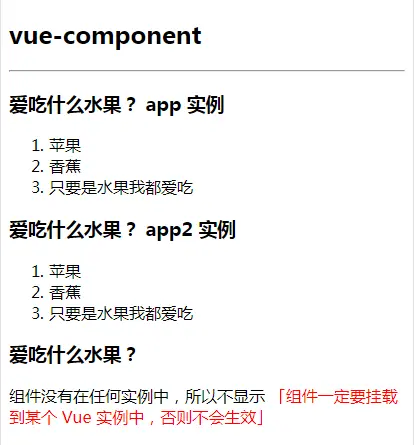 vue-component
爱吃什么水果？ app 实例
1. 苹果
2. 香蕉
3. 只要是水果我都爱吃
爱吃什么水果？ app2 实例
1. 苹果
2. 香蕉
3. 只要是水果我都爱吃
爱吃什么水果？
组件没有在任何实例中，所以不显示 「组件一定要挂载
到某个 Vue 实例中，否则不会生效」